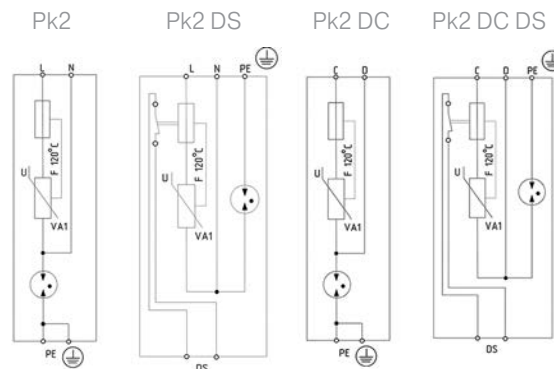 Pk2 Pk2 DS Pk2 DC Pk2 DC DS
L N
F 120°C
U
VA1
PE
L N PE
F 120°C
U
VA1
DS
C D
F 120°C
U
VA1
PE
C D PE
F 120°C
U
VA1
DS